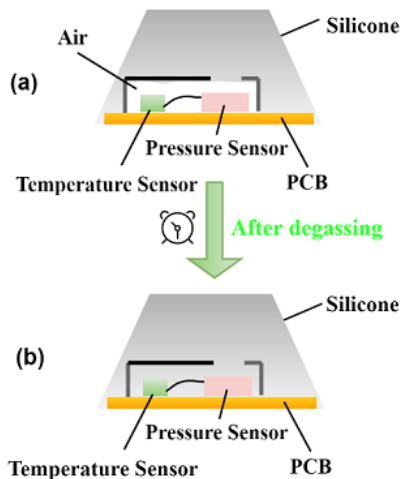 Silicone
Air
(a)
Pressure Sensor
Temperature Sensor
PCB
After degassing
Silicone
(b)
Pressure Sensor
Temperature Sensor
PCB